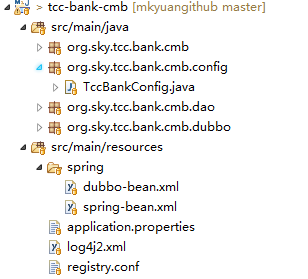 > tcc-bank-cmb [mkyuangithub master]
src/main/java
org.sky.tcc.bank.cmb
org.sky.tcc.bank.cmb.config
TccBankConfig.java
org.sky.tcc.bank.cmb.dao
org.sky.tcc.bank.cmb.dubbo
src/main/resources
spring
dubbo-bean.xml
spring-bean.xml
application.properties
log4j2.xml
registry.conf